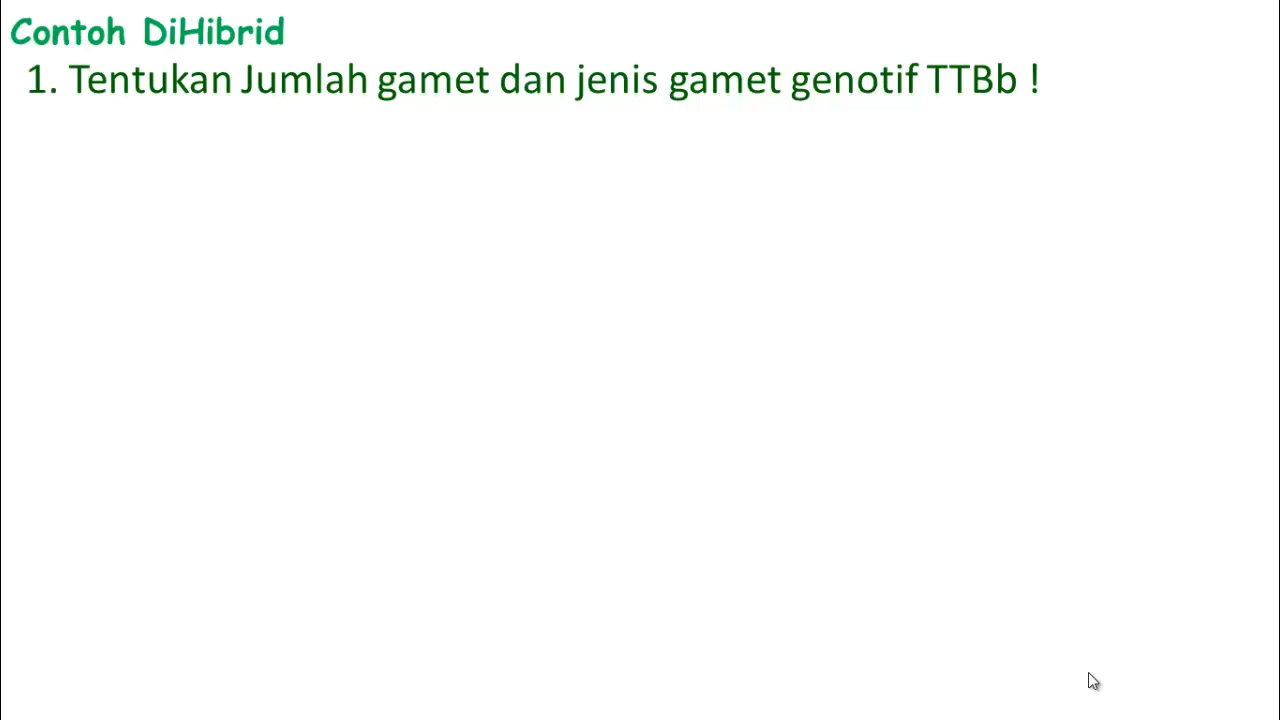 Contoh DiHibrid
1. Tentukan Jumlah gamet dan jenis gamet genotif TTBb !